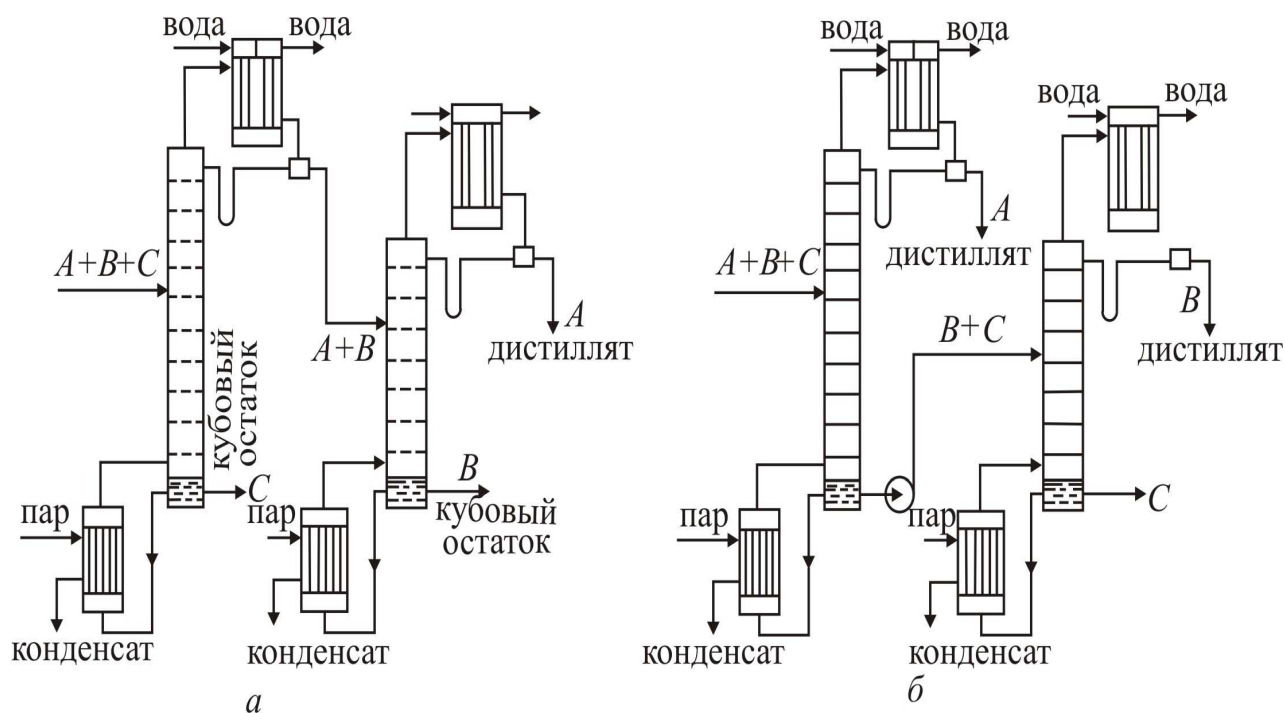 вода
вода
A+B+C
кубовый
остаток
A+B
A
дистиллят
пар
C
пар
B
кубовый
остаток
конденсат
конденсат
а
вода
вода
вода
вода
A
дистиллят
A+B+C
B+C
B
дистиллят
пар
пар
C
конденсат
конденсат
б